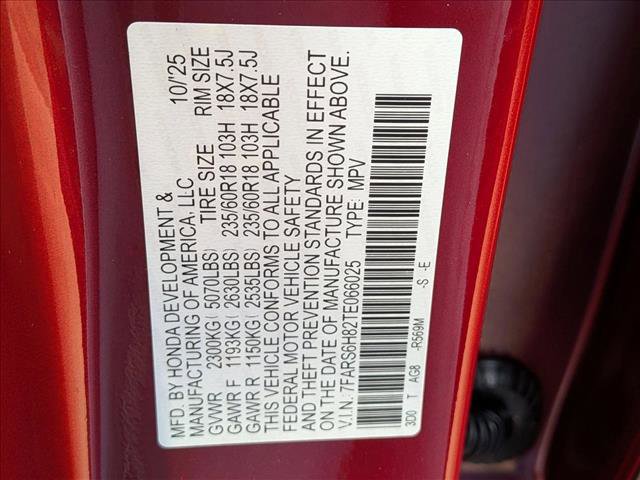 MFD. BY HONDA DEVELOPMENT & 10/'25
MANUFACTURING OF AMERICA, LLC
TIRE SIZE RIM SIZE
GVWR 2300KG( 5070LBS)
GAWR F 1193KG( 2630LBS) 235/60R18 103H 18X7.5J
GAWR R 1150KG( 2535LBS) 235/60R18 103H 18X7.5J
THIS VEHICLE CONFORMS TO ALL APPLICABLE
FEDERAL MOTOR VEHICLE SAFETY
AND THEFT PREVENTION STANDARDS IN EFFECT
ON THE DATE OF MANUFACTURE SHOWN ABOVE.
V.I.N: 7FARS6H82TE066025 TYPE: MPV
3D0 T AG8 -R569M -S -E